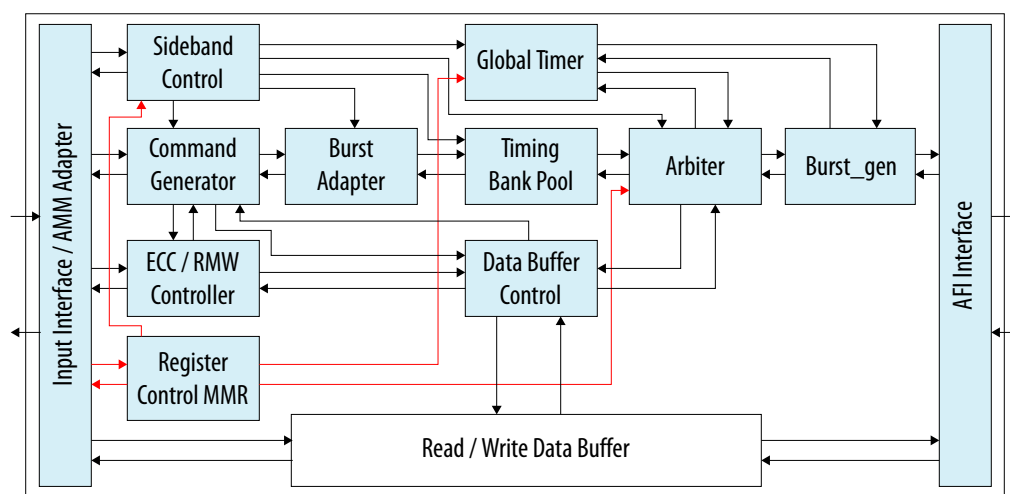 Input Interface / AMM Adapter
Sideband
Control
Global Timer
Command
Generator
Burst
Adapter
Timing
Bank Pool
Arbiter
Burst_gen
AFI Interface
ECC / RMW
Controller
Data Buffer
Control
Register
Control MMR
Read / Write Data Buffer